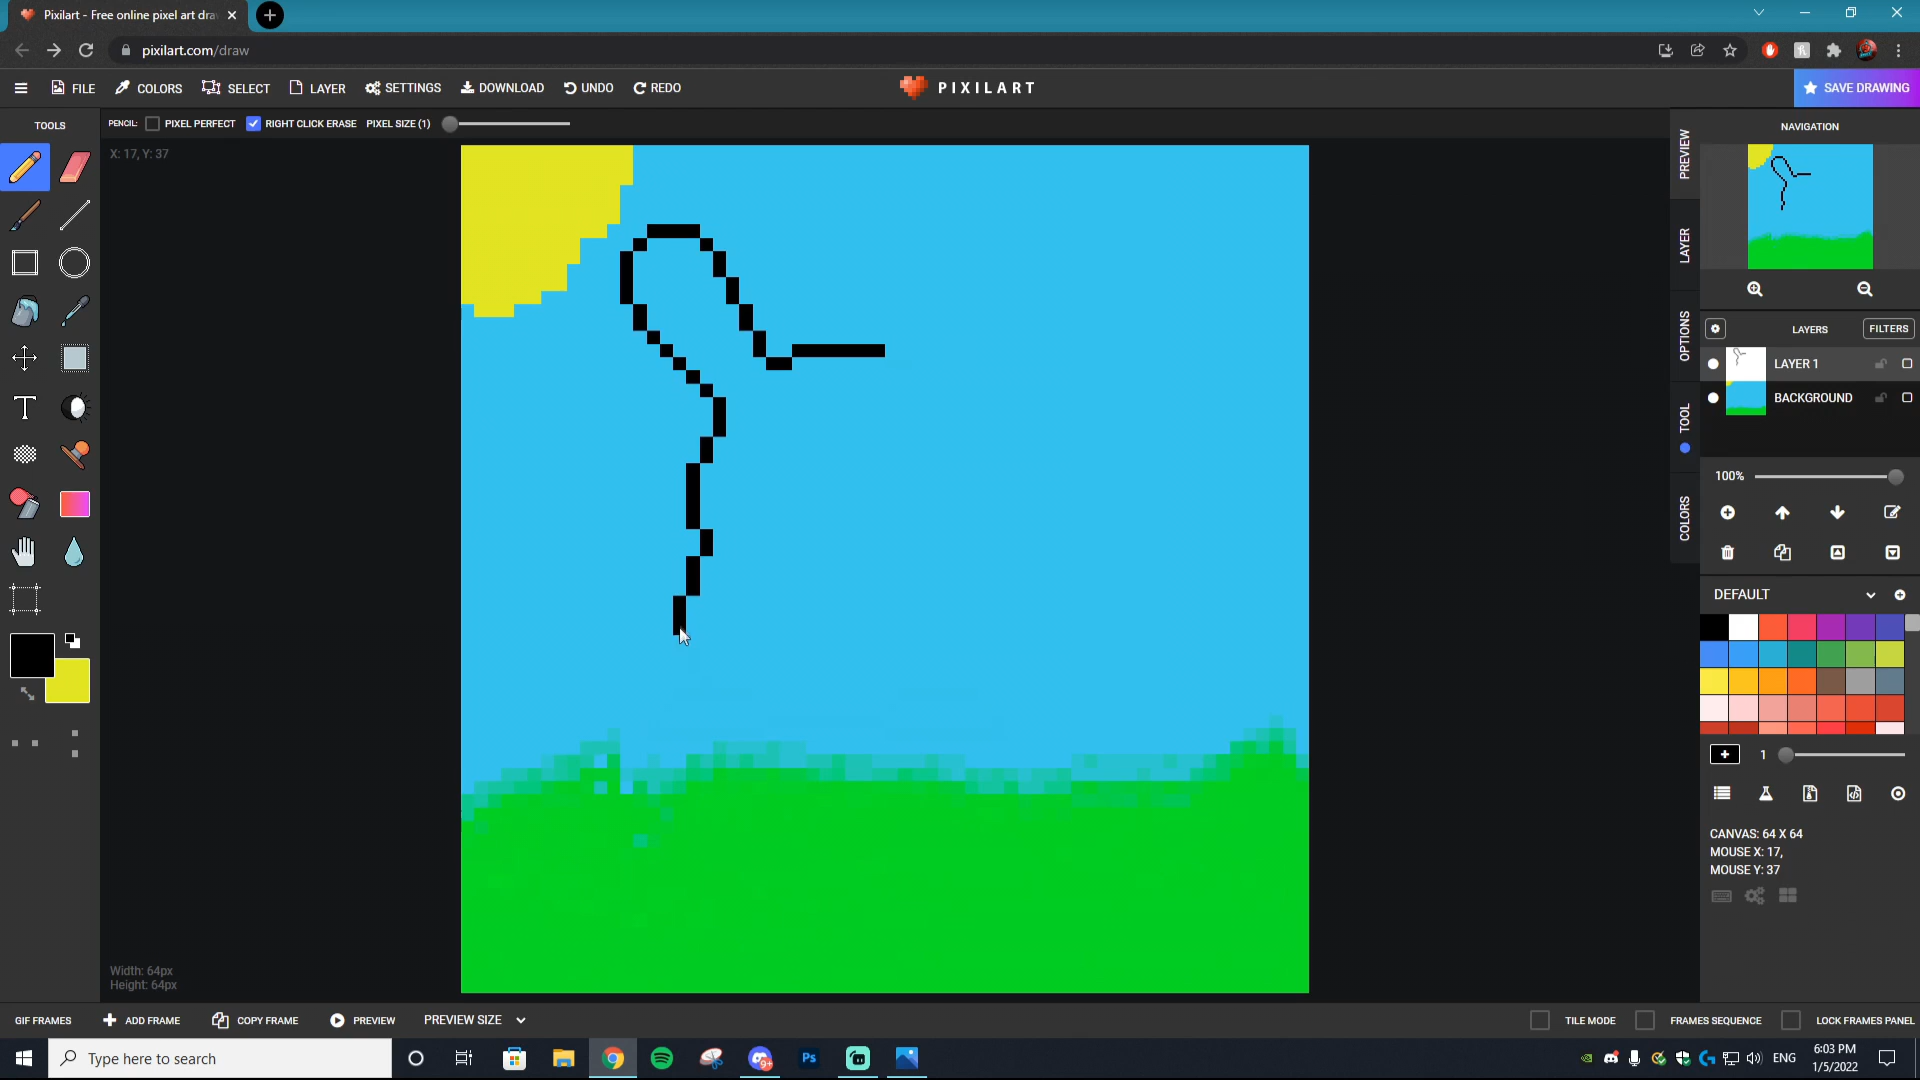 Pixilart - Free online pixel art dra
pixilart.com/draw
FILE COLORS SELECT LAYER SETTINGS DOWNLOAD UNDO REDO PIXILART SAVE DRAWING
TOOLS PENCIL: PIXEL PERFECT RIGHT CLICK ERASE PIXEL SIZE (1) NAVIGATION
X: 17, Y: 37
PREVIEW
LAYER
OPTIONS
TOOL
COLORS
LAYERS FILTERS
LAYER 1
BACKGROUND
100%
DEFAULT
1
CANVAS: 64 X 64
MOUSE X: 17,
MOUSE Y: 37
Width: 64px
Height: 64px
GIF FRAMES ADD FRAME COPY FRAME PREVIEW PREVIEW SIZE TILE MODE FRAMES SEQUENCE LOCK FRAMES PANEL
Type here to search Ps 9+ ENG 6:03 PM
1/5/2022